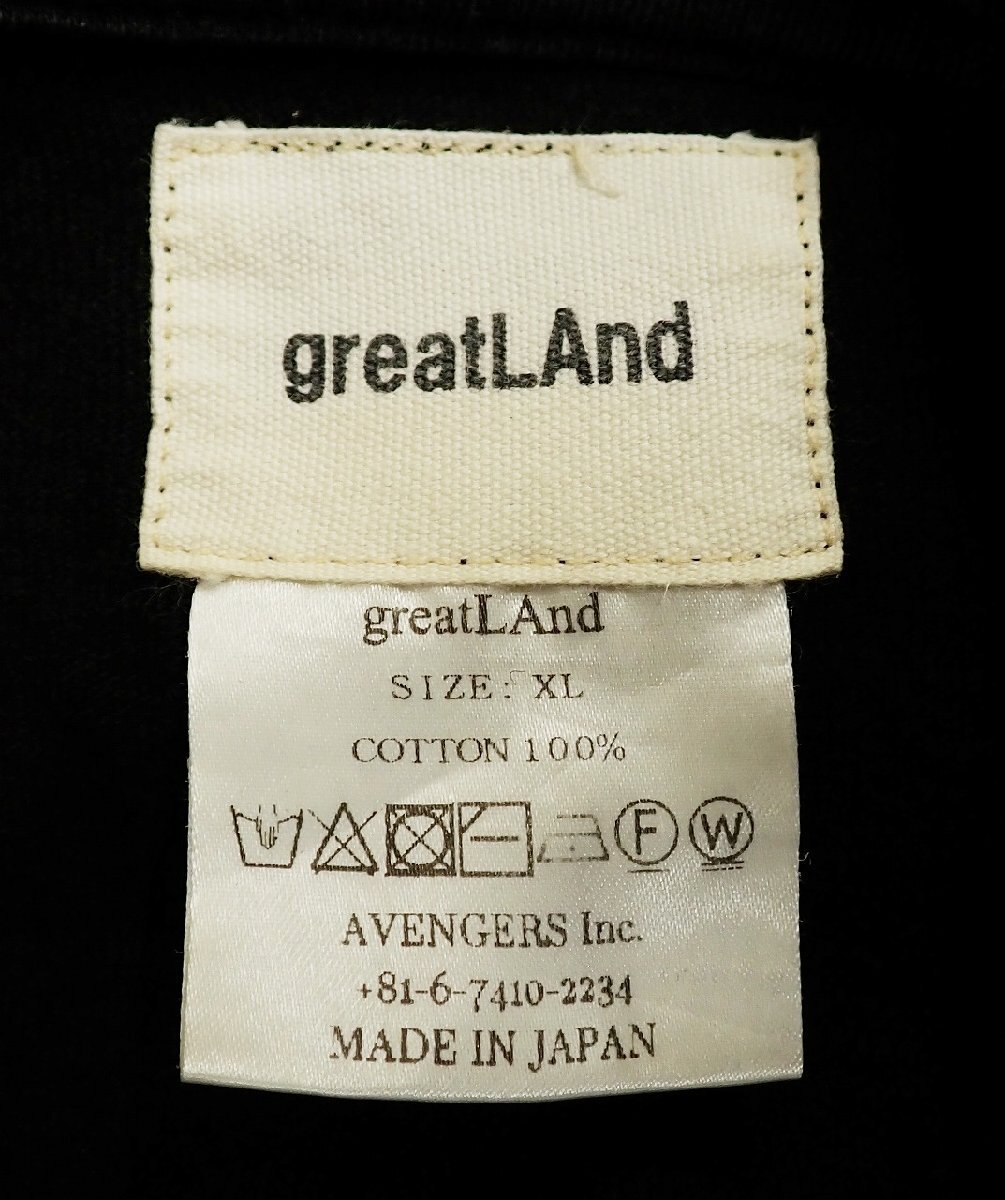 greatLAnd
greatLAnd
SIZE: XL
COTTON 100%
F W
AVENGERS Inc.
+81-6-7410-2234
MADE IN JAPAN